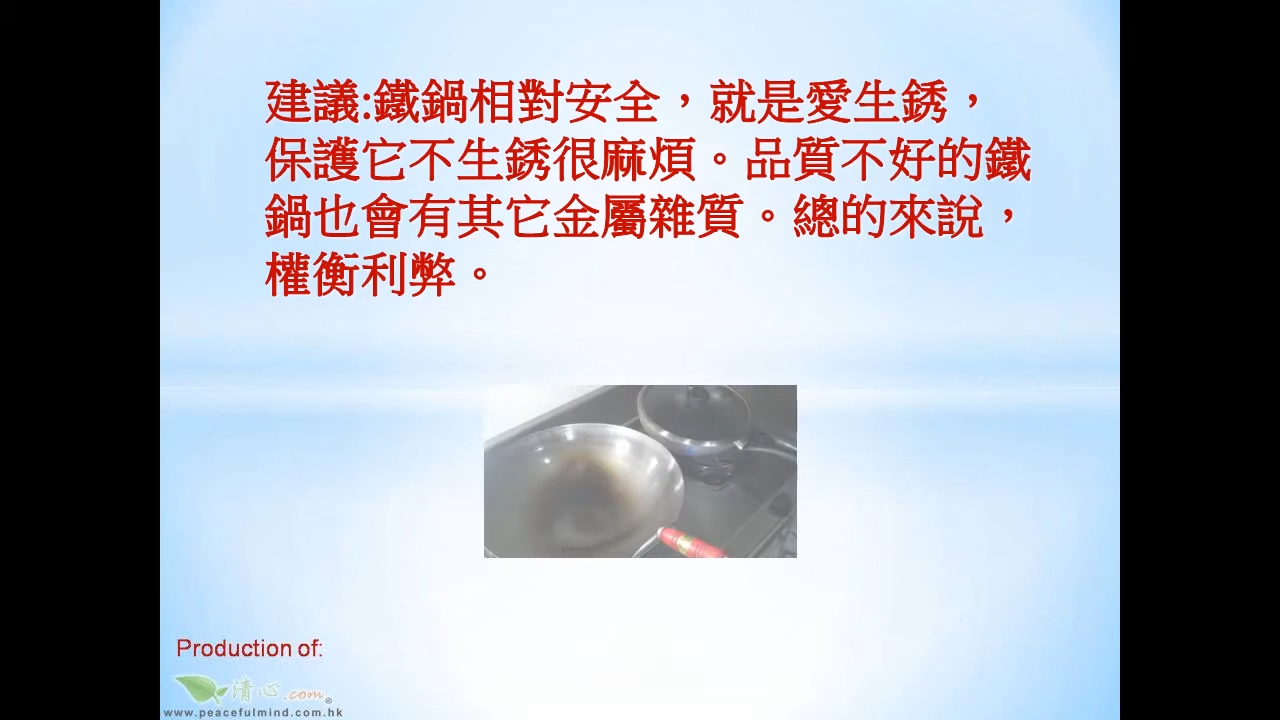 建議:鐵鍋相對安全，就是愛生銹，
保護它不生銹很麻煩。品質不好的鐵
鍋也會有其它金屬雜質。總的來說，
權衡利弊。
Production of:
清心.com®
www.peacefulmind.com.hk